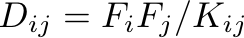 D_{ij} = F_i F_j / K_{ij}